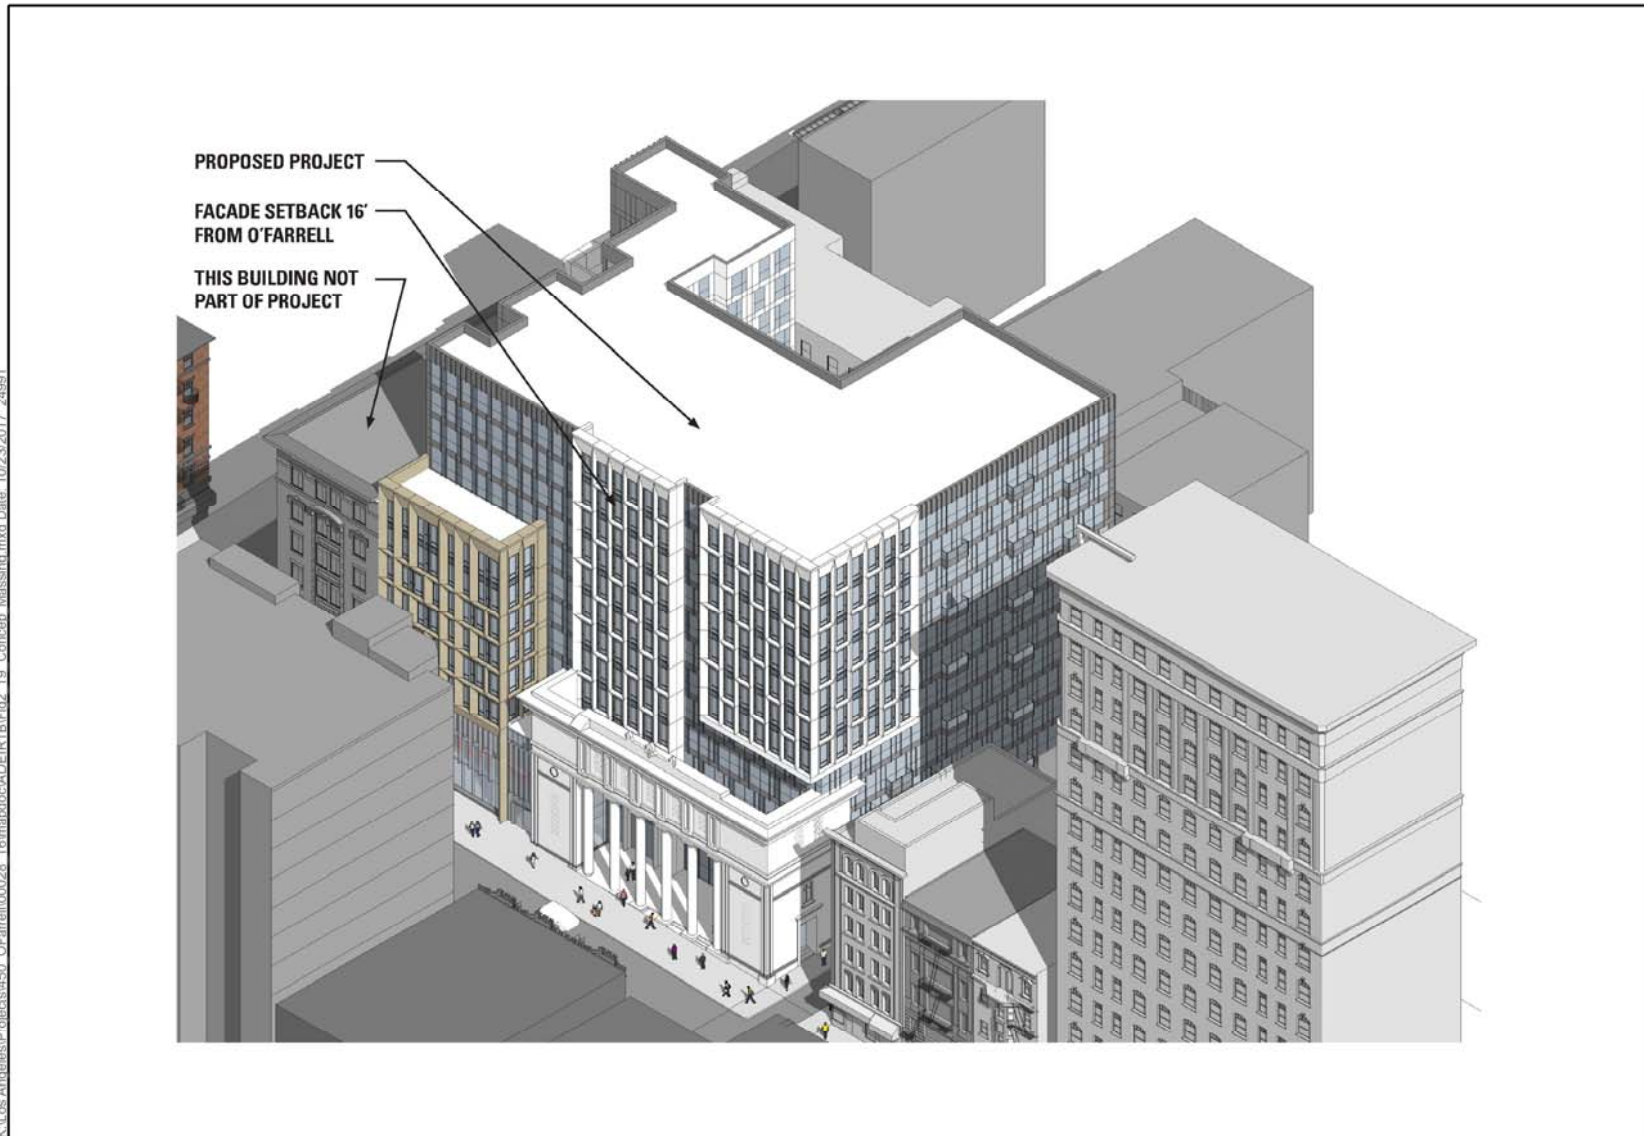 PROPOSED PROJECT
FACADE SETBACK 16'
FROM O'FARRELL
THIS BUILDING NOT
PART OF PROJECT